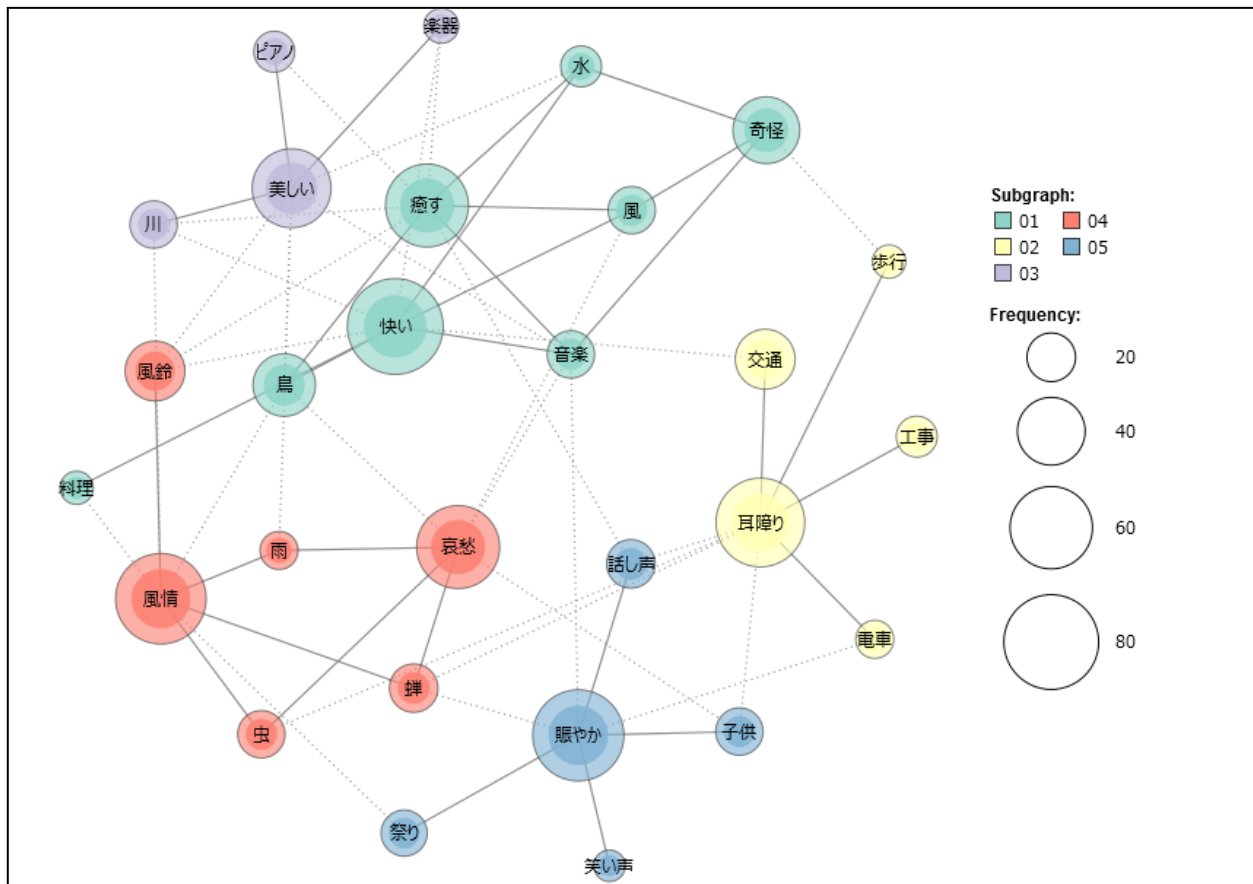 楽器
ピアノ
水
奇怪
美しい
癒す
風
川
歩行
快い
音楽
交通
風鈴
鳥
工事
料理
耳障り
哀愁
雨
話し声
風情
電車
蝉
虫
賑やか
子供
祭り
笑い声
Subgraph:
01 04
02 05
03
Frequency:
20
40
60
80